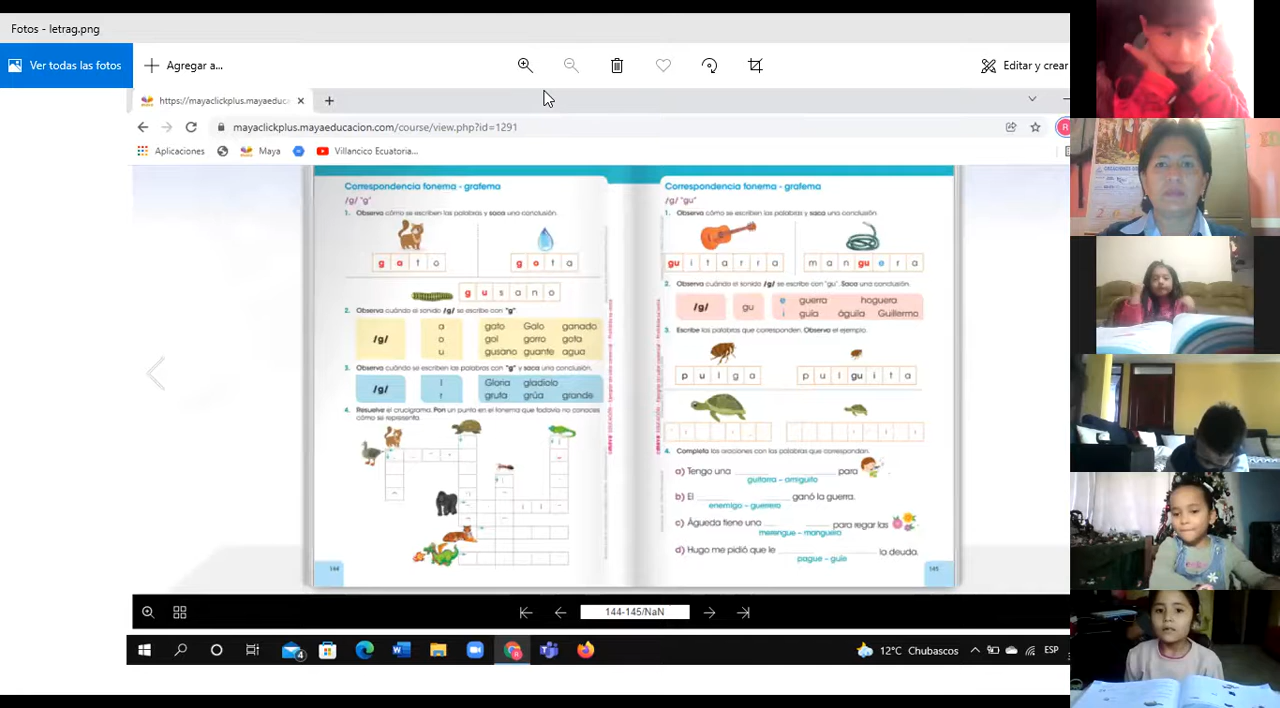 Fotos - letrag.png
Ver todas las fotos
Agregar a...
Editar y crear
https://mayaclickplus.mayaeduca
mayaclickplus.mayaeducacion.com/course/view.php?id=1291
R
Aplicaciones
Maya
Villancico Ecuatoria...
Correspondencia fonema - grafema
/g/ "g"
1. Observa cómo se escriben las palabras y saca una conclusión.
g a t o
g o t a
g u s a n o
2. Observa cuándo el sonido /g/ se escribe con "g"
/g/
a
o
u
gato Galo ganado
gol gorro gota
gusano guante agua
3. Observa cuándo se escriben las palabras con "g" y saca una conclusión.
/g/
l
r
Gloria gladiolo
gruta grúa grande
4. Resuelve el crucigrama. Pon un punto en el fonema que todavía no conoces
cómo se representa.
144
Correspondencia fonema - grafema
/g/ "gu"
1. Observa cómo se escriben las palabras y saca una conclusión.
gu i t a r r a
m a n gu e r a
2. Observa cuándo el sonido /g/ se escribe con "gu". Saca una conclusión.
/g/
gu
e guerra hoguera
i guía águila Guillermo
3. Escribe las palabras que corresponden. Observa el ejemplo.
p u l g a
p u l gu i t a
4. Completa las oraciones con las palabras que correspondan.
a) Tengo una para
guitarra - amiguito
b) El ganó la guerra.
enemigo - guerrero
c) Águeda tiene una para regar las
merengue - manguera
d) Hugo me pidió que le la deuda.
pague - guie
145
144-145/NaN
4
R
12°C Chubascos
ESP